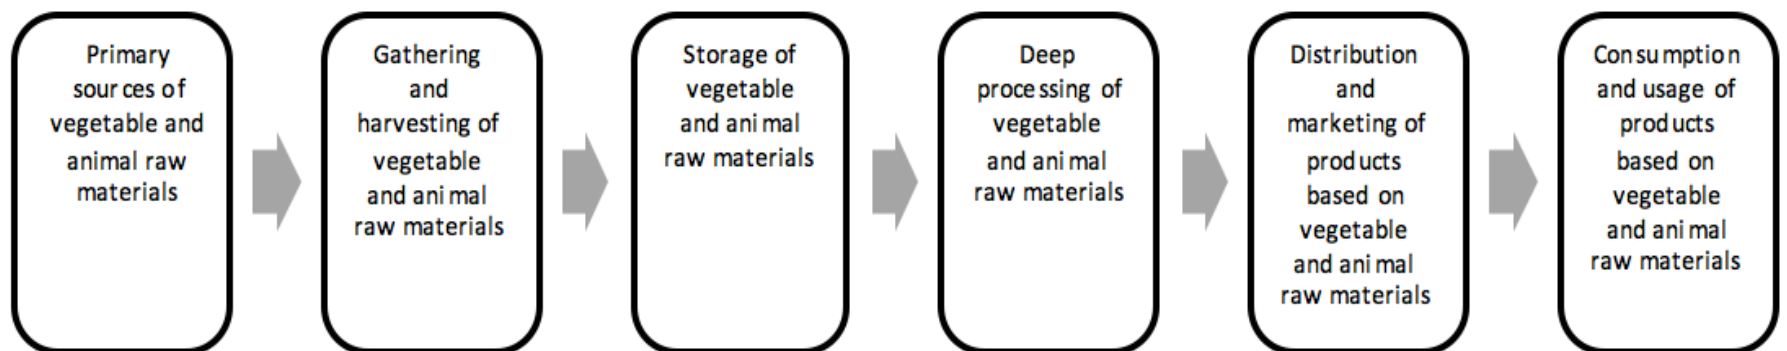 Primary
sources of
vegetable and
animal raw
materials
Gathering
and
harvesting of
vegetable
and animal
raw materials
Storage of
vegetable
and animal
raw materials
Deep
processing of
vegetable
and animal
raw materials
Distribution
and
marketing of
products
based on
vegetable
and animal
raw materials
Consumption
and usage of
products
based on
vegetable
and animal
raw materials